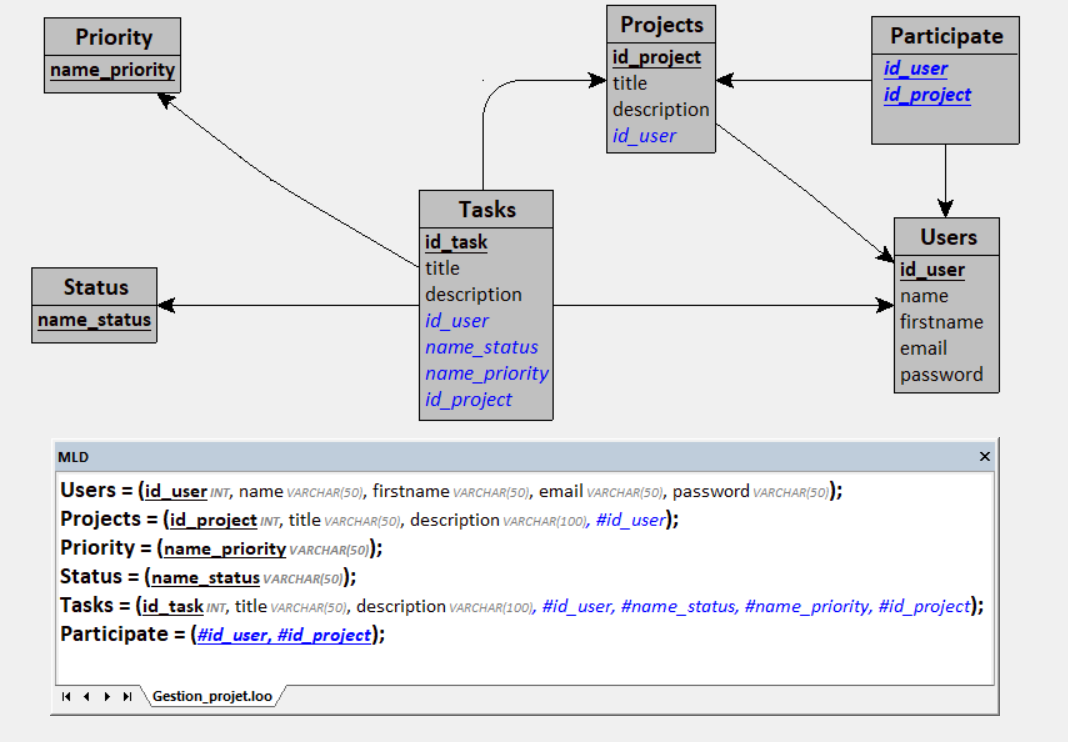 Priority
name_priority
Projects
id_project
title
description
id_user
Participate
id_user
id_project
Tasks
id_task
title
description
id_user
name_status
name_priority
id_project
Status
name_status
Users
id_user
name
firstname
email
password
MLD
Users = (id_user INT, name VARCHAR(50), firstname VARCHAR(50), email VARCHAR(50), password VARCHAR(50));
Projects = (id_project INT, title VARCHAR(50), description VARCHAR(100), #id_user);
Priority = (name_priority VARCHAR(50));
Status = (name_status VARCHAR(50));
Tasks = (id_task INT, title VARCHAR(50), description VARCHAR(100), #id_user, #name_status, #name_priority, #id_project);
Participate = (#id_user, #id_project);
Gestion_projet.loo